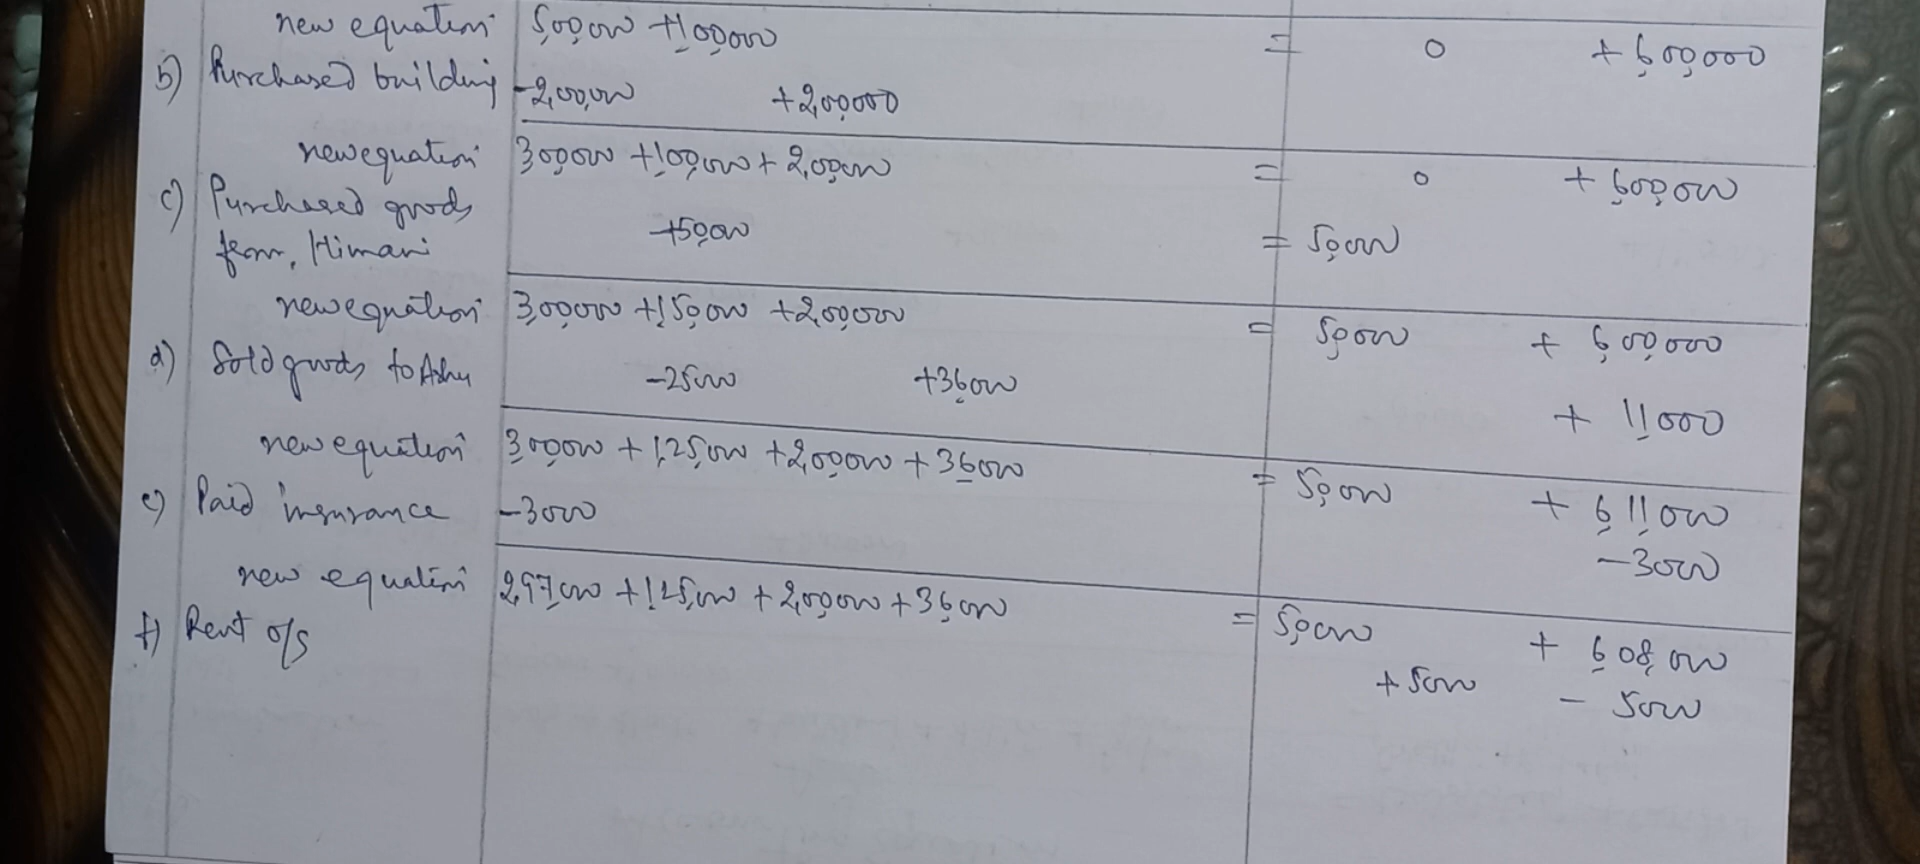 new equation 5,00,000 +1,00,000 = 0 + 6,00,000
b) Purchased building -2,00,000 +2,00,000
new equation 3,00,000 +1,00,000 + 2,00,000 = 0 + 6,00,000
c) Purchased goods
from, Himani +50,000 = 50,000
new equation 3,00,000 +1,50,000 +2,00,000 = 50,000 + 6,00,000
d) Sold goods to Ashu -25000 +36,000 + 11,000
new equation 3,00,000 + 1,25,000 +2,00,000 + 36,000 = 50,000 + 6,11,000
e) Paid insurance -3000 -3000
new equation 2,97,000 +1,25,000 +2,00,000 +36,000 = 50,000 + 6,08,000
f) Rent o/s +5000 - 5000